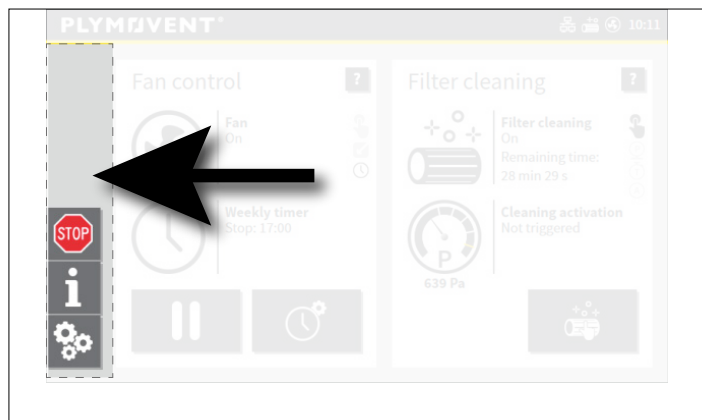 PLYMOVENT®
10:11
Fan control
?
Filter cleaning
?
Fan
On
Filter cleaning
On
Remaining time:
28 min 29 s
Weekly timer
Stop: 17:00
Cleaning activation
Not triggered
P
639 Pa
STOP
i